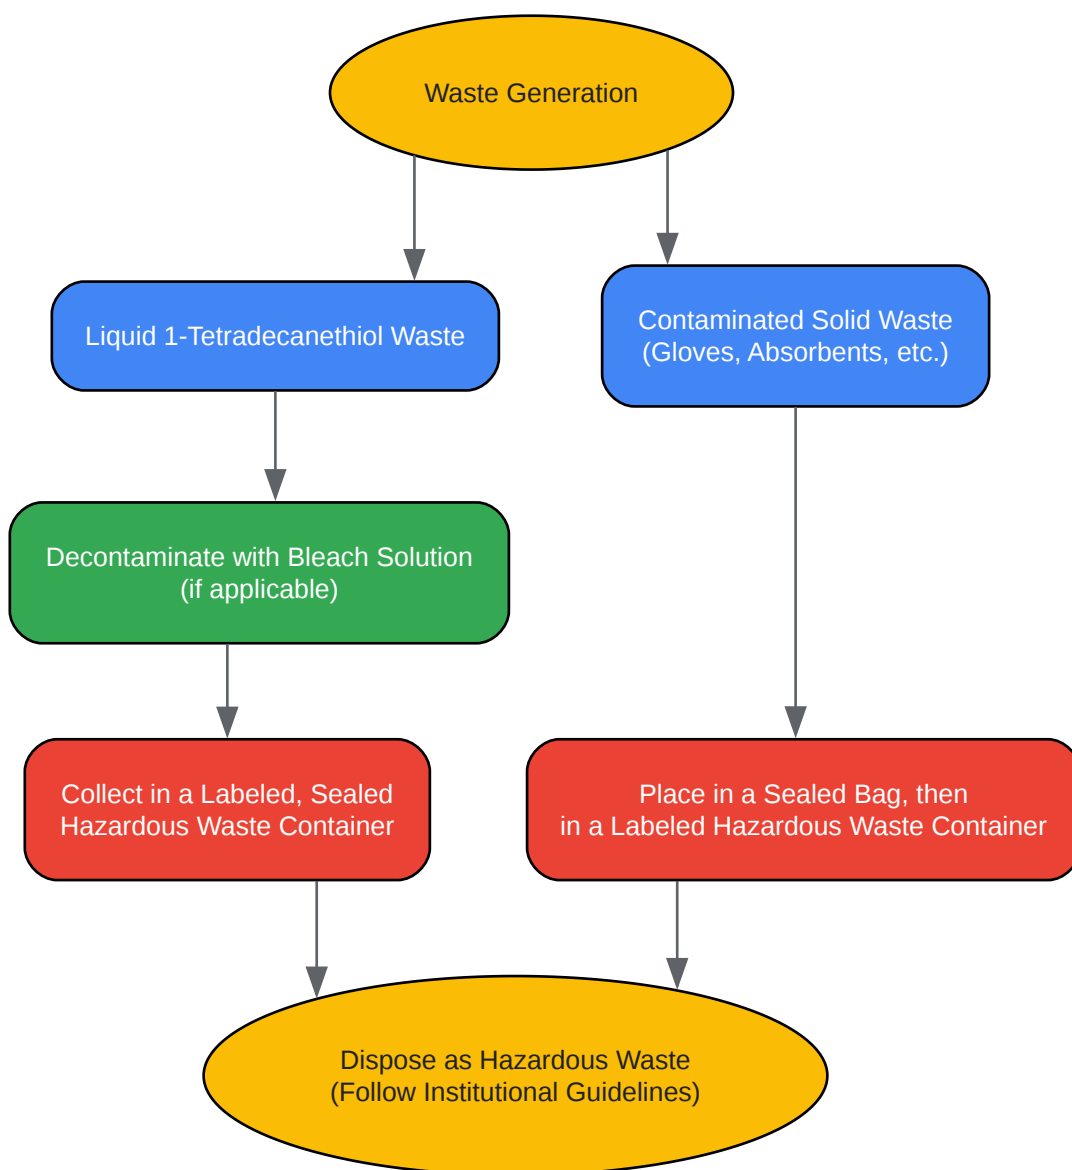 Waste Generation
Liquid 1-Tetradecanethiol Waste
Contaminated Solid Waste
(Gloves, Absorbents, etc.)
Decontaminate with Bleach Solution
(if applicable)
Collect in a Labeled, Sealed
Hazardous Waste Container
Place in a Sealed Bag, then
in a Labeled Hazardous Waste Container
Dispose as Hazardous Waste
(Follow Institutional Guidelines)